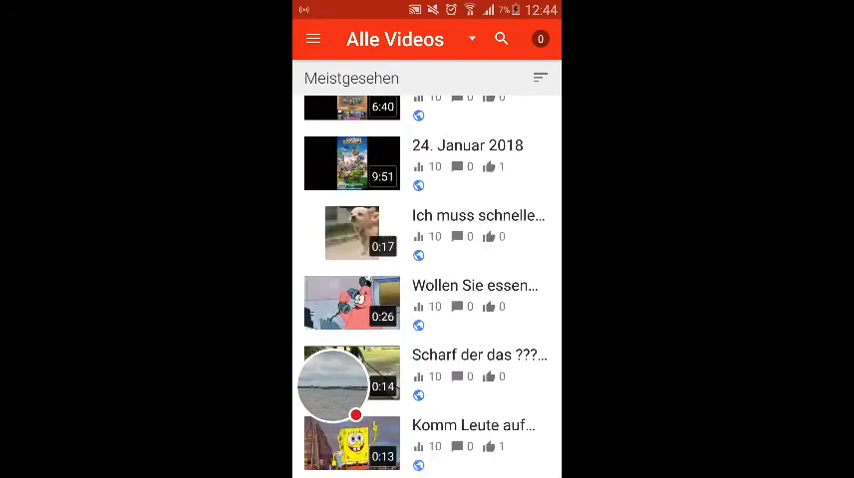 7% 12:44
Alle Videos 0
Meistgesehen
6:40 10 0 0
24. Januar 2018
9:51 10 0 1
Ich muss schnelle...
0:17 10 0 0
Wollen Sie essen...
0:26 10 0 0
Scharf der das ???...
0:14 10 0 0
Komm Leute auf...
0:13 10 0 1